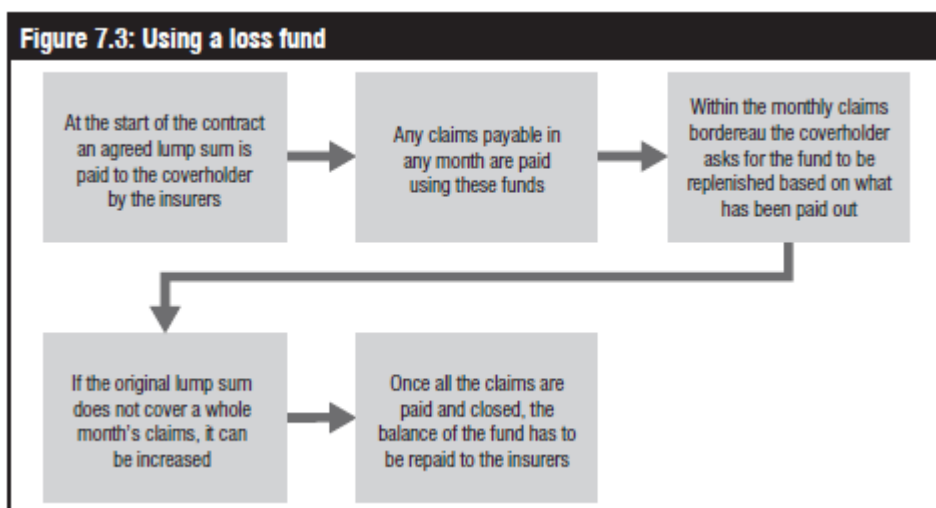 Figure 7.3: Using a loss fund
At the start of the contract
an agreed lump sum is
paid to the coverholder
by the insurers
Any claims payable in
any month are paid
using these funds
Within the monthly claims
bordereau the coverholder
asks for the fund to be
replenished based on what
has been paid out
If the original lump sum
does not cover a whole
month's claims, it can
be increased
Once all the claims are
paid and closed, the
balance of the fund has to
be repaid to the insurers